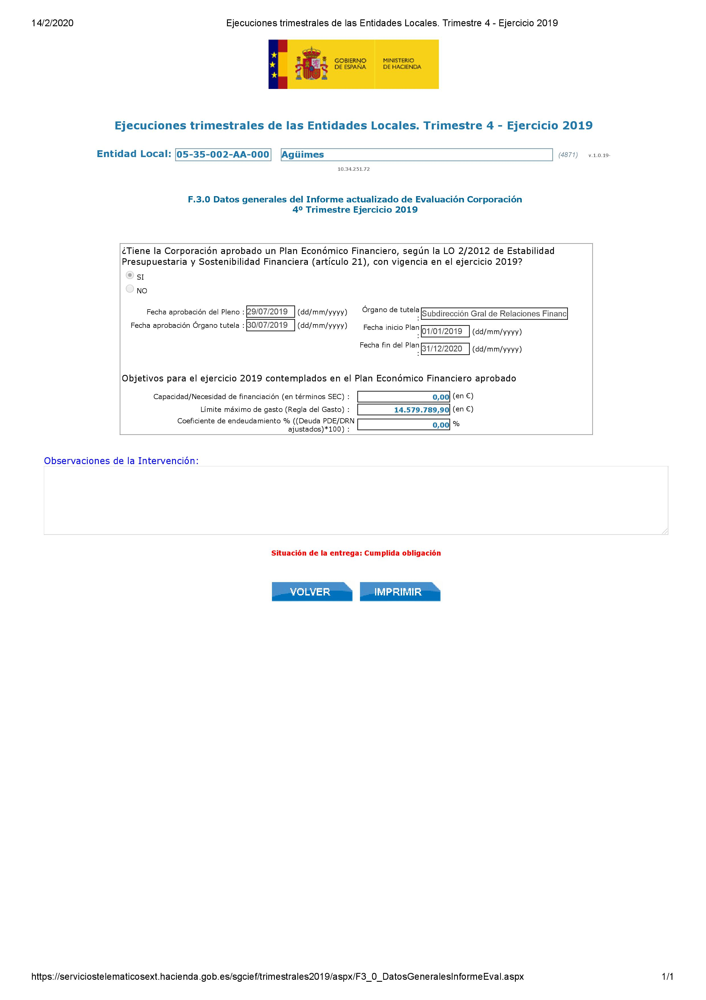 14/2/2020 Ejecuciones trimestrales de las Entidades Locales. Trimestre 4 - Ejercicio 2019
GOBIERNO MINISTERIO
DE ESPAÑA DE HACIENDA
Ejecuciones trimestrales de las Entidades Locales. Trimestre 4 - Ejercicio 2019
Entidad Local: 05-35-002-AA-000 Agüimes (4871) v.1.0.19-
10.34.251.72
F.3.0 Datos generales del Informe actualizado de Evaluación Corporación
4º Trimestre Ejercicio 2019
¿Tiene la Corporación aprobado un Plan Económico Financiero, según la LO 2/2012 de Estabilidad
Presupuestaria y Sostenibilidad Financiera (artículo 21), con vigencia en el ejercicio 2019?
SI
NO
Fecha aprobación del Pleno : 29/07/2019 (dd/mm/yyyy)
Fecha aprobación Órgano tutela : 30/07/2019 (dd/mm/yyyy)
Órgano de tutela : Subdirección Gral de Relaciones Financ
Fecha inicio Plan : 01/01/2019 (dd/mm/yyyy)
Fecha fin del Plan : 31/12/2020 (dd/mm/yyyy)
Objetivos para el ejercicio 2019 contemplados en el Plan Económico Financiero aprobado
Capacidad/Necesidad de financiación (en términos SEC) : 0,00 (en €)
Límite máximo de gasto (Regla del Gasto) : 14.579.789,90 (en €)
Coeficiente de endeudamiento % ((Deuda PDE/DRN
ajustados)*100) : 0,00 %
Observaciones de la Intervención:
Situación de la entrega: Cumplida obligación
VOLVER IMPRIMIR
https://serviciostelematicosext.hacienda.gob.es/sgcief/trimestrales2019/aspx/F3_0_DatosGeneralesInformeEval.aspx 1/1